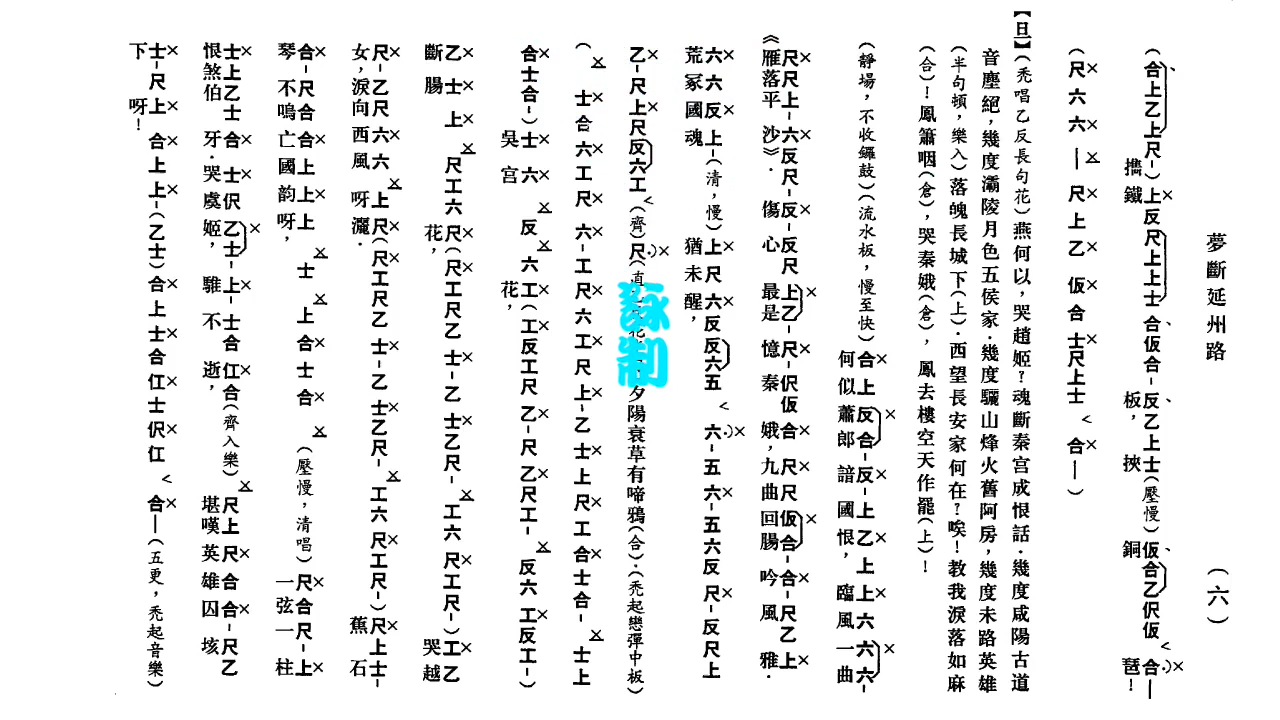 夢斷延州路 （六）
（合上乙上尺）上反尺上上士合伬合反乙上士（壓慢）伬合乙伬仮合
擕鐵板，挾銅琶！
（尺六六 尺上乙伬合士尺上士 合）
【旦】（秃唱乙反長句花）燕何以，哭趙姬？魂斷秦宮成恨話．幾度咸陽古道
音塵絕，幾度灞陵月色五侯家．幾度驪山烽火舊阿房，幾度未路英雄
（半句頓，樂入）落魄長城下（上）．西望長安家何在？唉！教我淚落如麻
（合）！鳳簫咽（倉），哭秦娥（倉），鳳去樓空天作罷（上）！
（靜場，不收鑼鼓）（流水板，慢至快）合上反合反上乙上上六六六
何似蕭郎諳國恨，臨風一曲
尺尺上六反尺反反尺上乙尺伬仮合尺尺仮合合尺乙上
《雁落平沙》．傷心最是憶秦娥，九曲回腸吟風雅．
六六反上（清，慢）上尺六反反六五六五六五六反尺反尺上
荒冢國魂猶未醒，
乙尺上尺反六工（齊）尺 夕陽衰草有啼鴉（合）．（秃起戀彈中板）
（士合六工尺六工尺六工尺上乙士上尺工合士合士上
合士合）士六反六工（工反工尺乙尺乙尺工反六工反工）
吳宮花，
乙士上尺工六尺（尺工尺乙士乙士乙尺工六尺工尺）工乙
斷腸花，哭越
尺乙尺六六上尺（尺工尺乙士乙士乙尺工六尺工尺）尺上士
女，淚向西風呀灑．蕉石
合尺合合上上上士上合士合（壓慢，清唱）尺合尺上
琴不鳴亡國韵呀，一弦一柱
士上乙士合士伬乙士上士合仜合（齊入樂）尺上尺合合尺乙
恨煞伯牙．哭虞姬，騅不逝，堪嘆英雄囚垓
士尺上合上上（乙士）合上士合仜士伬仜合（五更，秃起音樂）
下呀！
蘇制